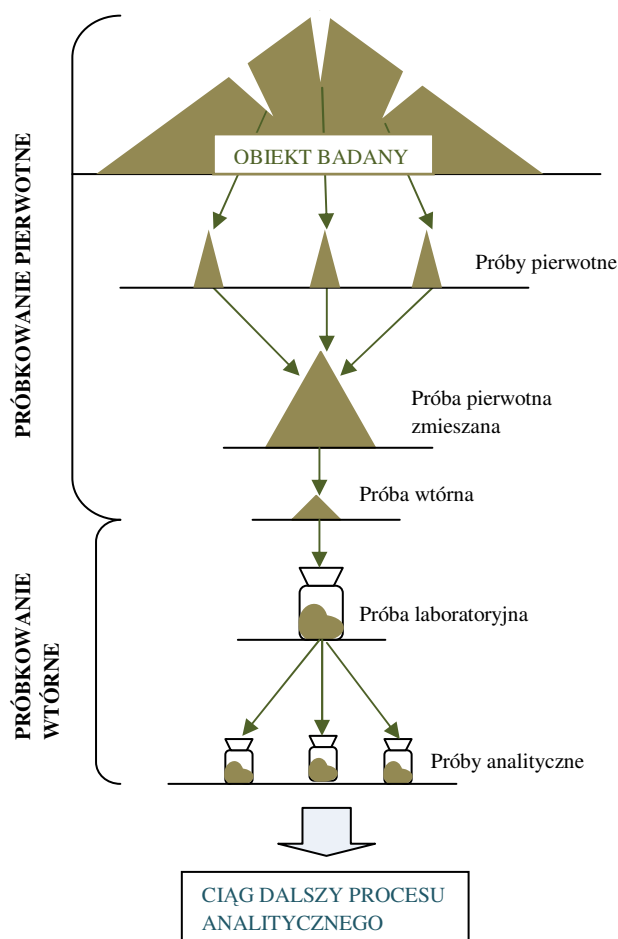 PRÓBKOWANIE PIERWOTNE
OBIEKT BADANY
Próby pierwotne
Próba pierwotna
zmieszana
Próba wtórna
PRÓBKOWANIE
WTÓRNE
Próba laboratoryjna
Próby analityczne
CIĄG DALSZY PROCESU
ANALITYCZNEGO